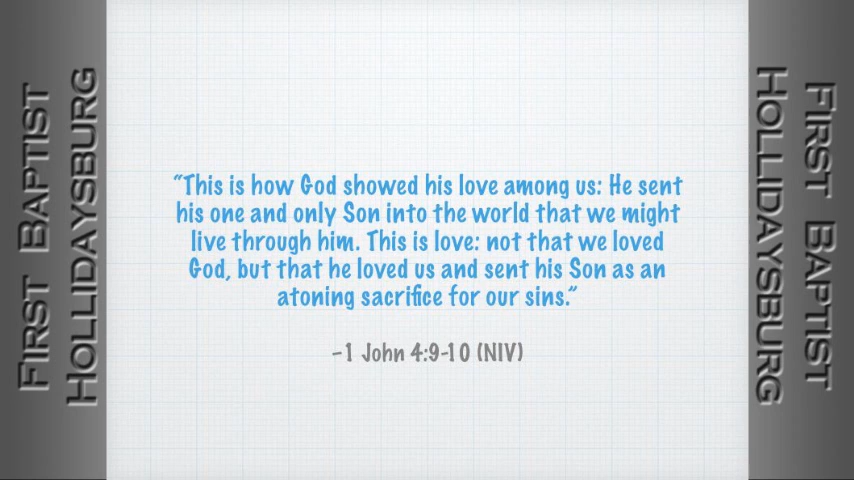 First Baptist
Hollidaysburg
“This is how God showed his love among us: He sent
his one and only Son into the world that we might
live through him. This is love: not that we loved
God, but that he loved us and sent his Son as an
atoning sacrifice for our sins.”
–1 John 4:9-10 (NIV)
First Baptist
Hollidaysburg